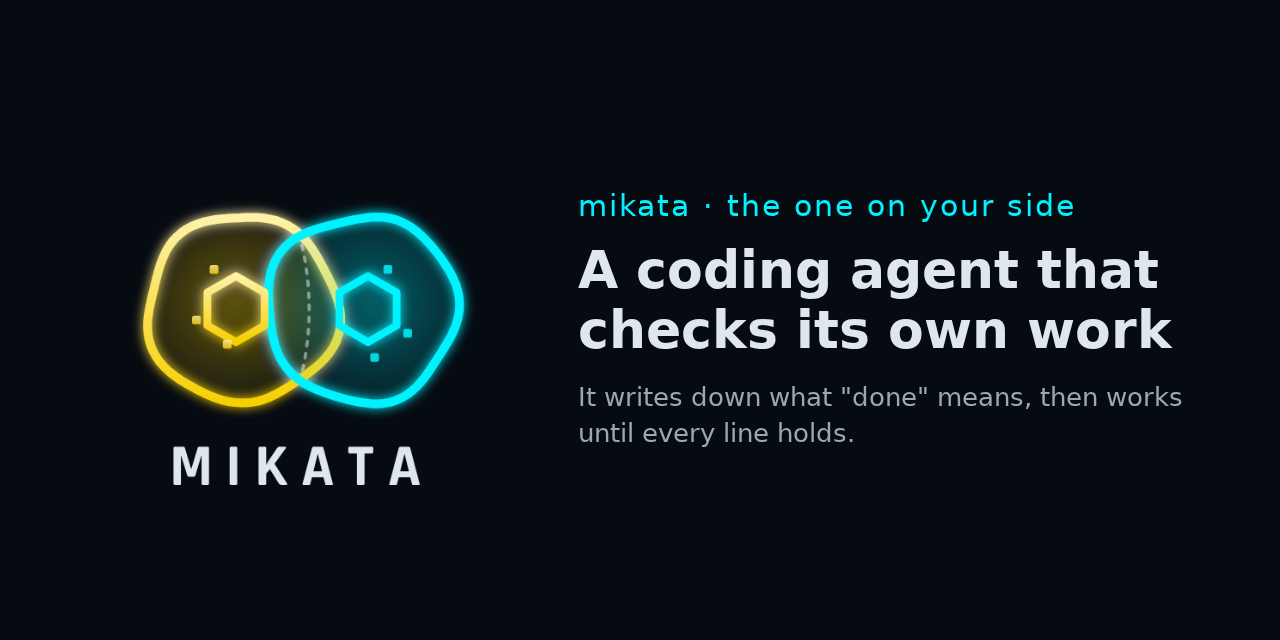 MIKATA
mikata · the one on your side
A coding agent that
checks its own work
It writes down what "done" means, then works
until every line holds.